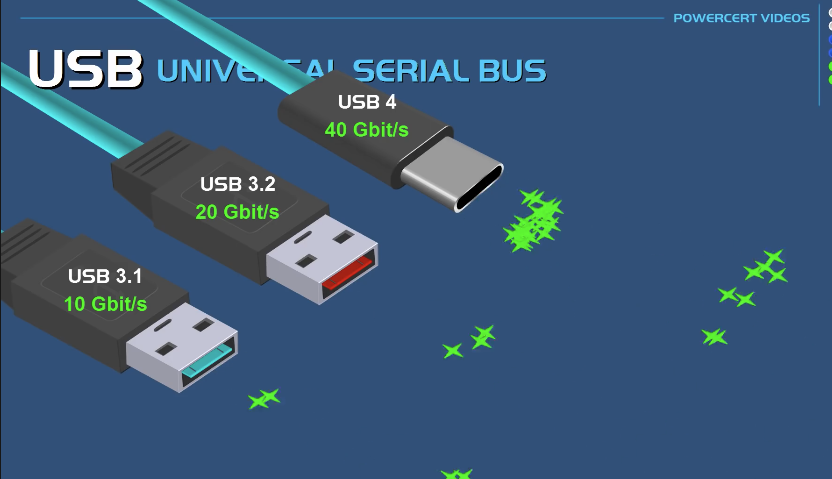 POWERCERT VIDEOS
USB UNIVERSAL SERIAL BUS
USB 4
40 Gbit/s
USB 3.2
20 Gbit/s
USB 3.1
10 Gbit/s